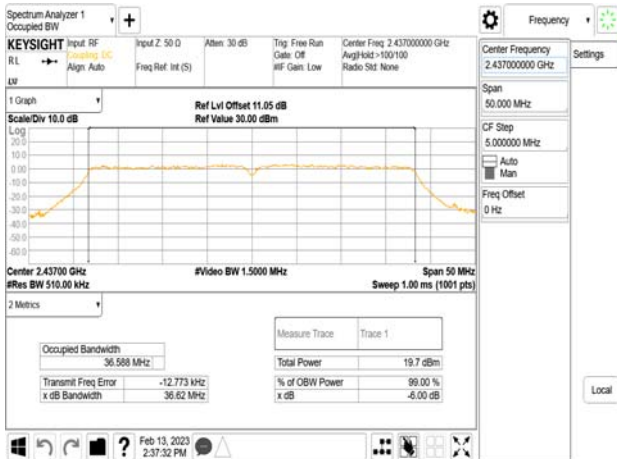 Spectrum Analyzer 1
Occupied BW
+
Frequency
KEYSIGHT
RL
Input: RF
Coupling: DC
Align: Auto
Input Z: 50 Ω
Freq Ref: Int (S)
Atten: 30 dB
Trig: Free Run
Gate: Off
#IF Gain: Low
Center Freq: 2.437000000 GHz
Avg|Hold:>100/100
Radio Std: None
Center Frequency
2.437000000 GHz
Settings
Span
50.000 MHz
CF Step
5.000000 MHz
Auto
Man
Freq Offset
0 Hz
Local
1 Graph
Scale/Div 10.0 dB
Ref Lvl Offset 11.05 dB
Ref Value 30.00 dBm
Log
20.0
10.0
0.00
-10.0
-20.0
-30.0
-40.0
-50.0
-60.0
Center 2.43700 GHz
#Res BW 510.00 kHz
#Video BW 1.5000 MHz
Span 50 MHz
Sweep 1.00 ms (1001 pts)
2 Metrics
Measure Trace Trace 1
Occupied Bandwidth
36.588 MHz
Total Power 19.7 dBm
Transmit Freq Error -12.773 kHz
% of OBW Power 99.00 %
x dB Bandwidth 36.62 MHz
x dB -6.00 dB
?
Feb 13, 2023
2:37:32 PM